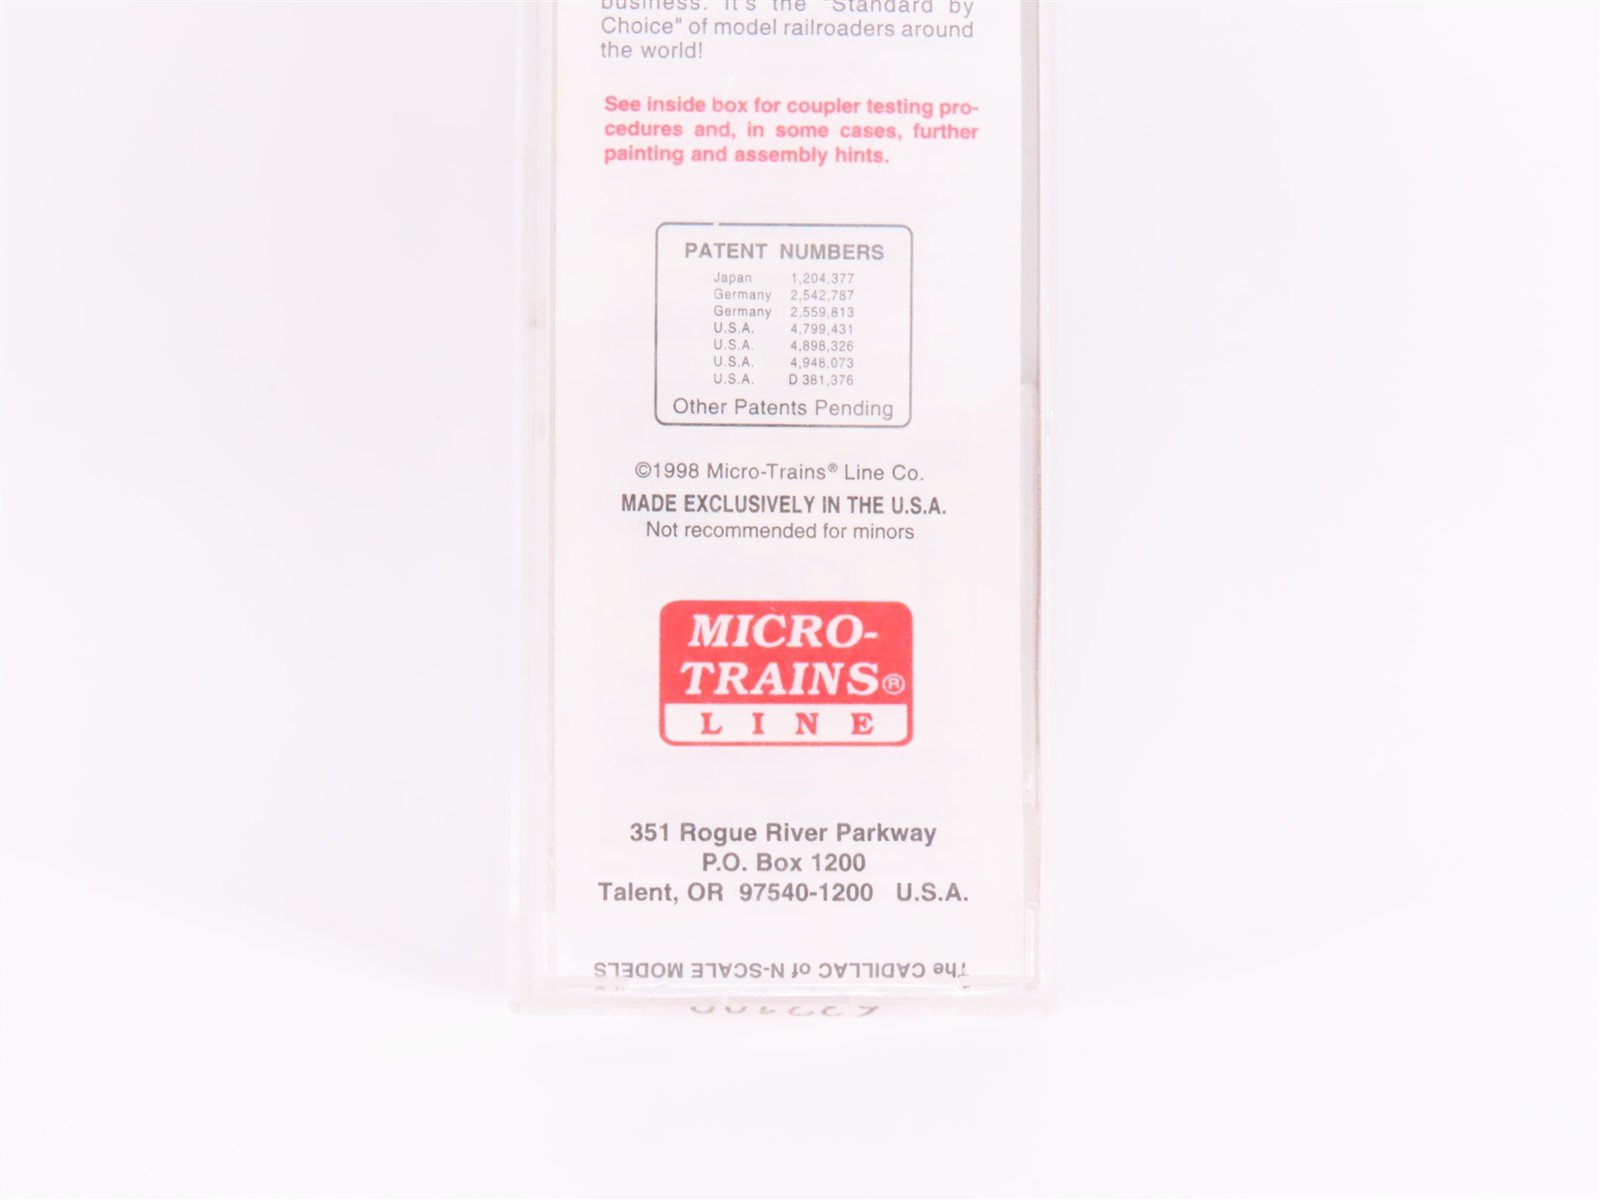 business. It's the "Standard by
Choice" of model railroaders around
the world!
See inside box for coupler testing pro-
cedures and, in some cases, further
painting and assembly hints.
PATENT NUMBERS
Japan 1,204,377
Germany 2,542,787
Germany 2,559,813
U.S.A. 4,799,431
U.S.A. 4,898,326
U.S.A. 4,948,073
U.S.A. D 381,376
Other Patents Pending
©1998 Micro-Trains® Line Co.
MADE EXCLUSIVELY IN THE U.S.A.
Not recommended for minors
MICRO-
TRAINS®
LINE
351 Rogue River Parkway
P.O. Box 1200
Talent, OR 97540-1200 U.S.A.
The CADILLAC of N-SCALE MODELS